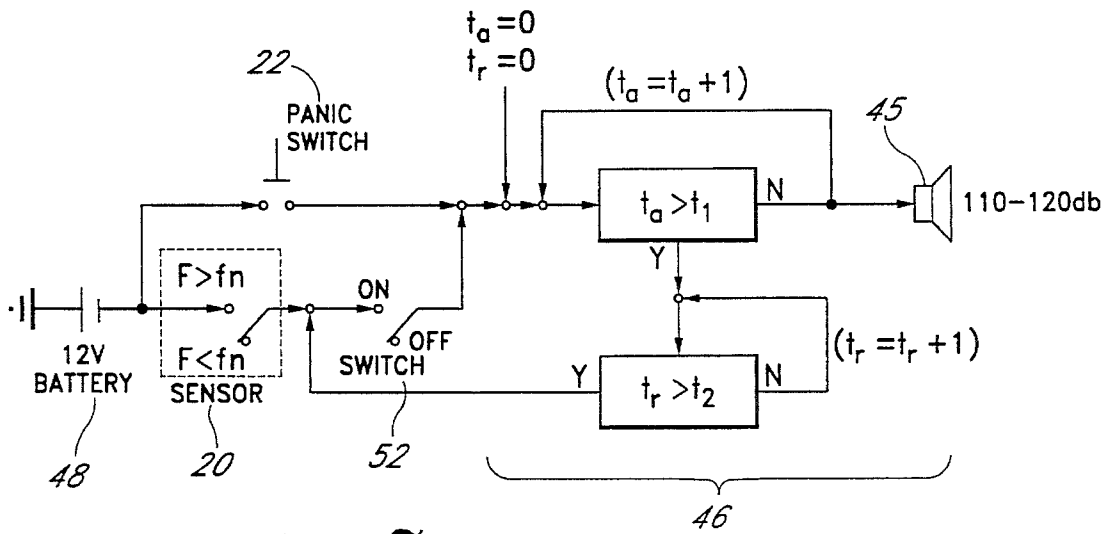 tₐ=0
tᵣ=0
22
PANIC
SWITCH
(tₐ=tₐ+1)
45
tₐ>t₁
N
110-120db
Y
F>fn
F<fn
SENSOR
20
12V
BATTERY
48
ON
OFF
SWITCH
52
Y
tᵣ>t₂
N
(tᵣ=tᵣ+1)
46